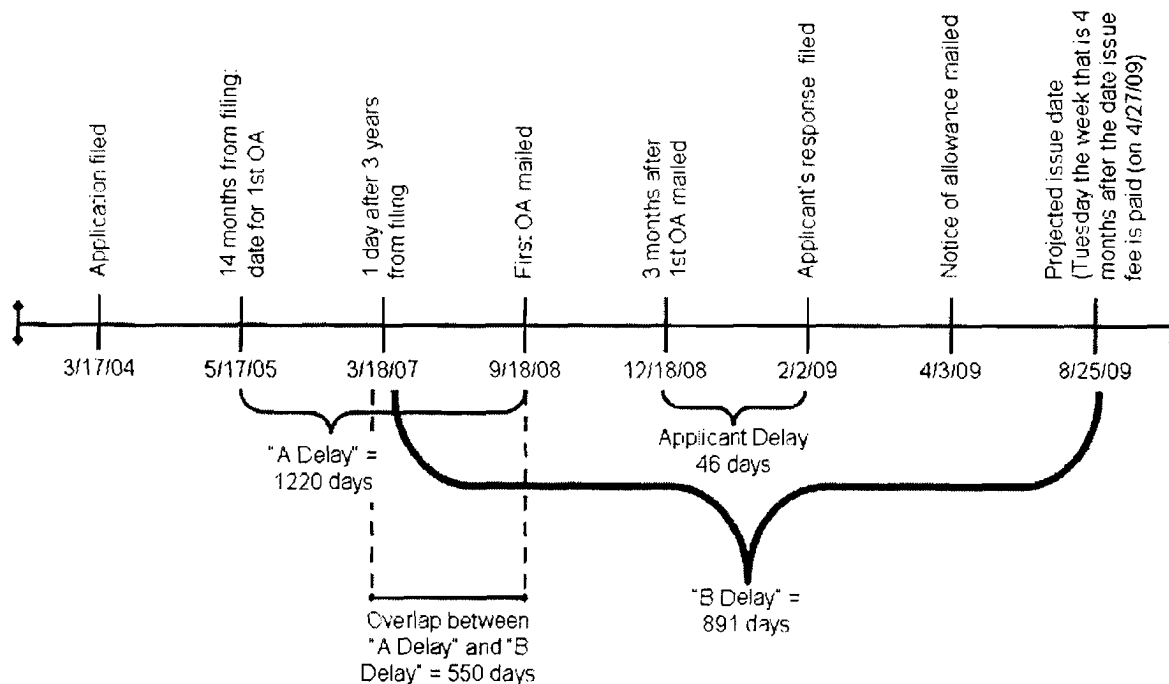 Application filed
14 months from filing:
date for 1st OA
1 day after 3 years
from filing
First OA mailed
3 months after
1st OA mailed
Applicant's response filed
Notice of allowance mailed
Projected issue date
(Tuesday the week that is 4
months after the date issue
fee is paid (on 4/27/09)
3/17/04
5/17/05
3/18/07
9/18/08
12/18/08
2/2/09
4/3/09
8/25/09
"A Delay" =
1220 days
Applicant Delay
46 days
"B Delay" =
891 days
Overlap between
"A Delay" and "B
Delay" = 550 days